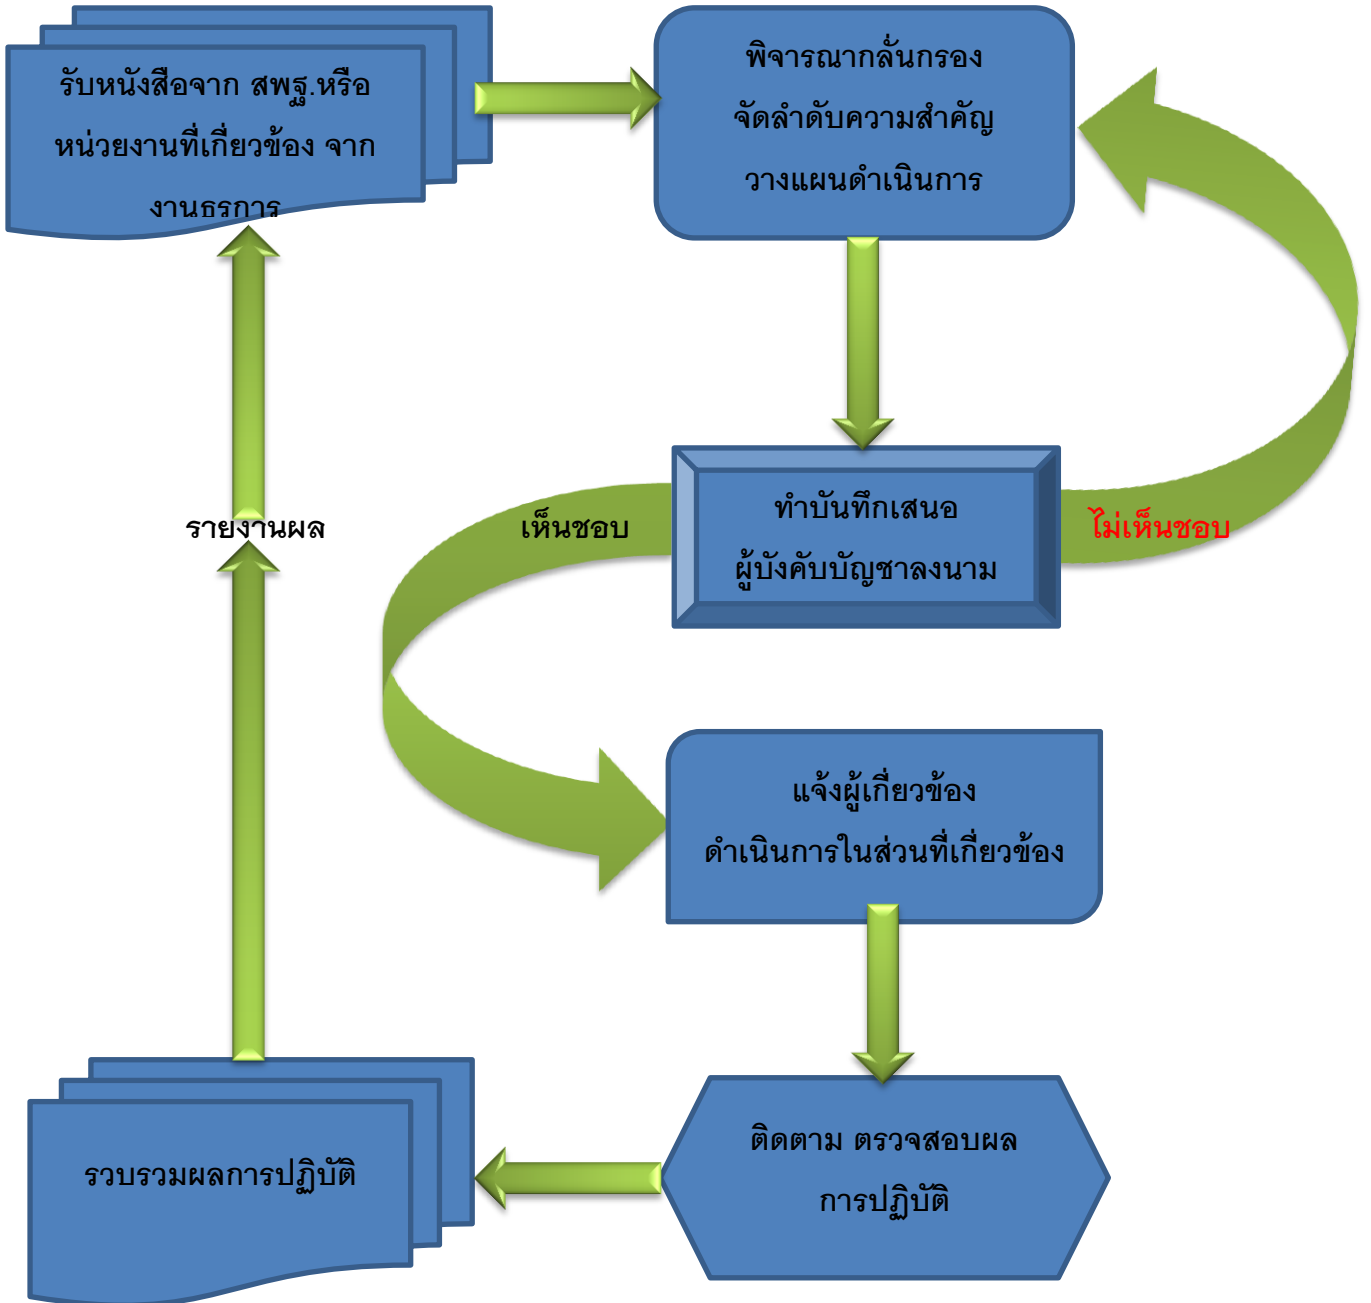 รับหนังสือจาก สพฐ.หรือ
หน่วยงานที่เกี่ยวข้อง จาก
งานธุรการ
พิจารณากลั่นกรอง
จัดลำดับความสำคัญ
วางแผนดำเนินการ
รายงานผล
เห็นชอบ
ทำบันทึกเสนอ
ผู้บังคับบัญชาลงนาม
ไม่เห็นชอบ
แจ้งผู้เกี่ยวข้อง
ดำเนินการในส่วนที่เกี่ยวข้อง
ติดตาม ตรวจสอบผล
การปฏิบัติ
รวบรวมผลการปฏิบัติ